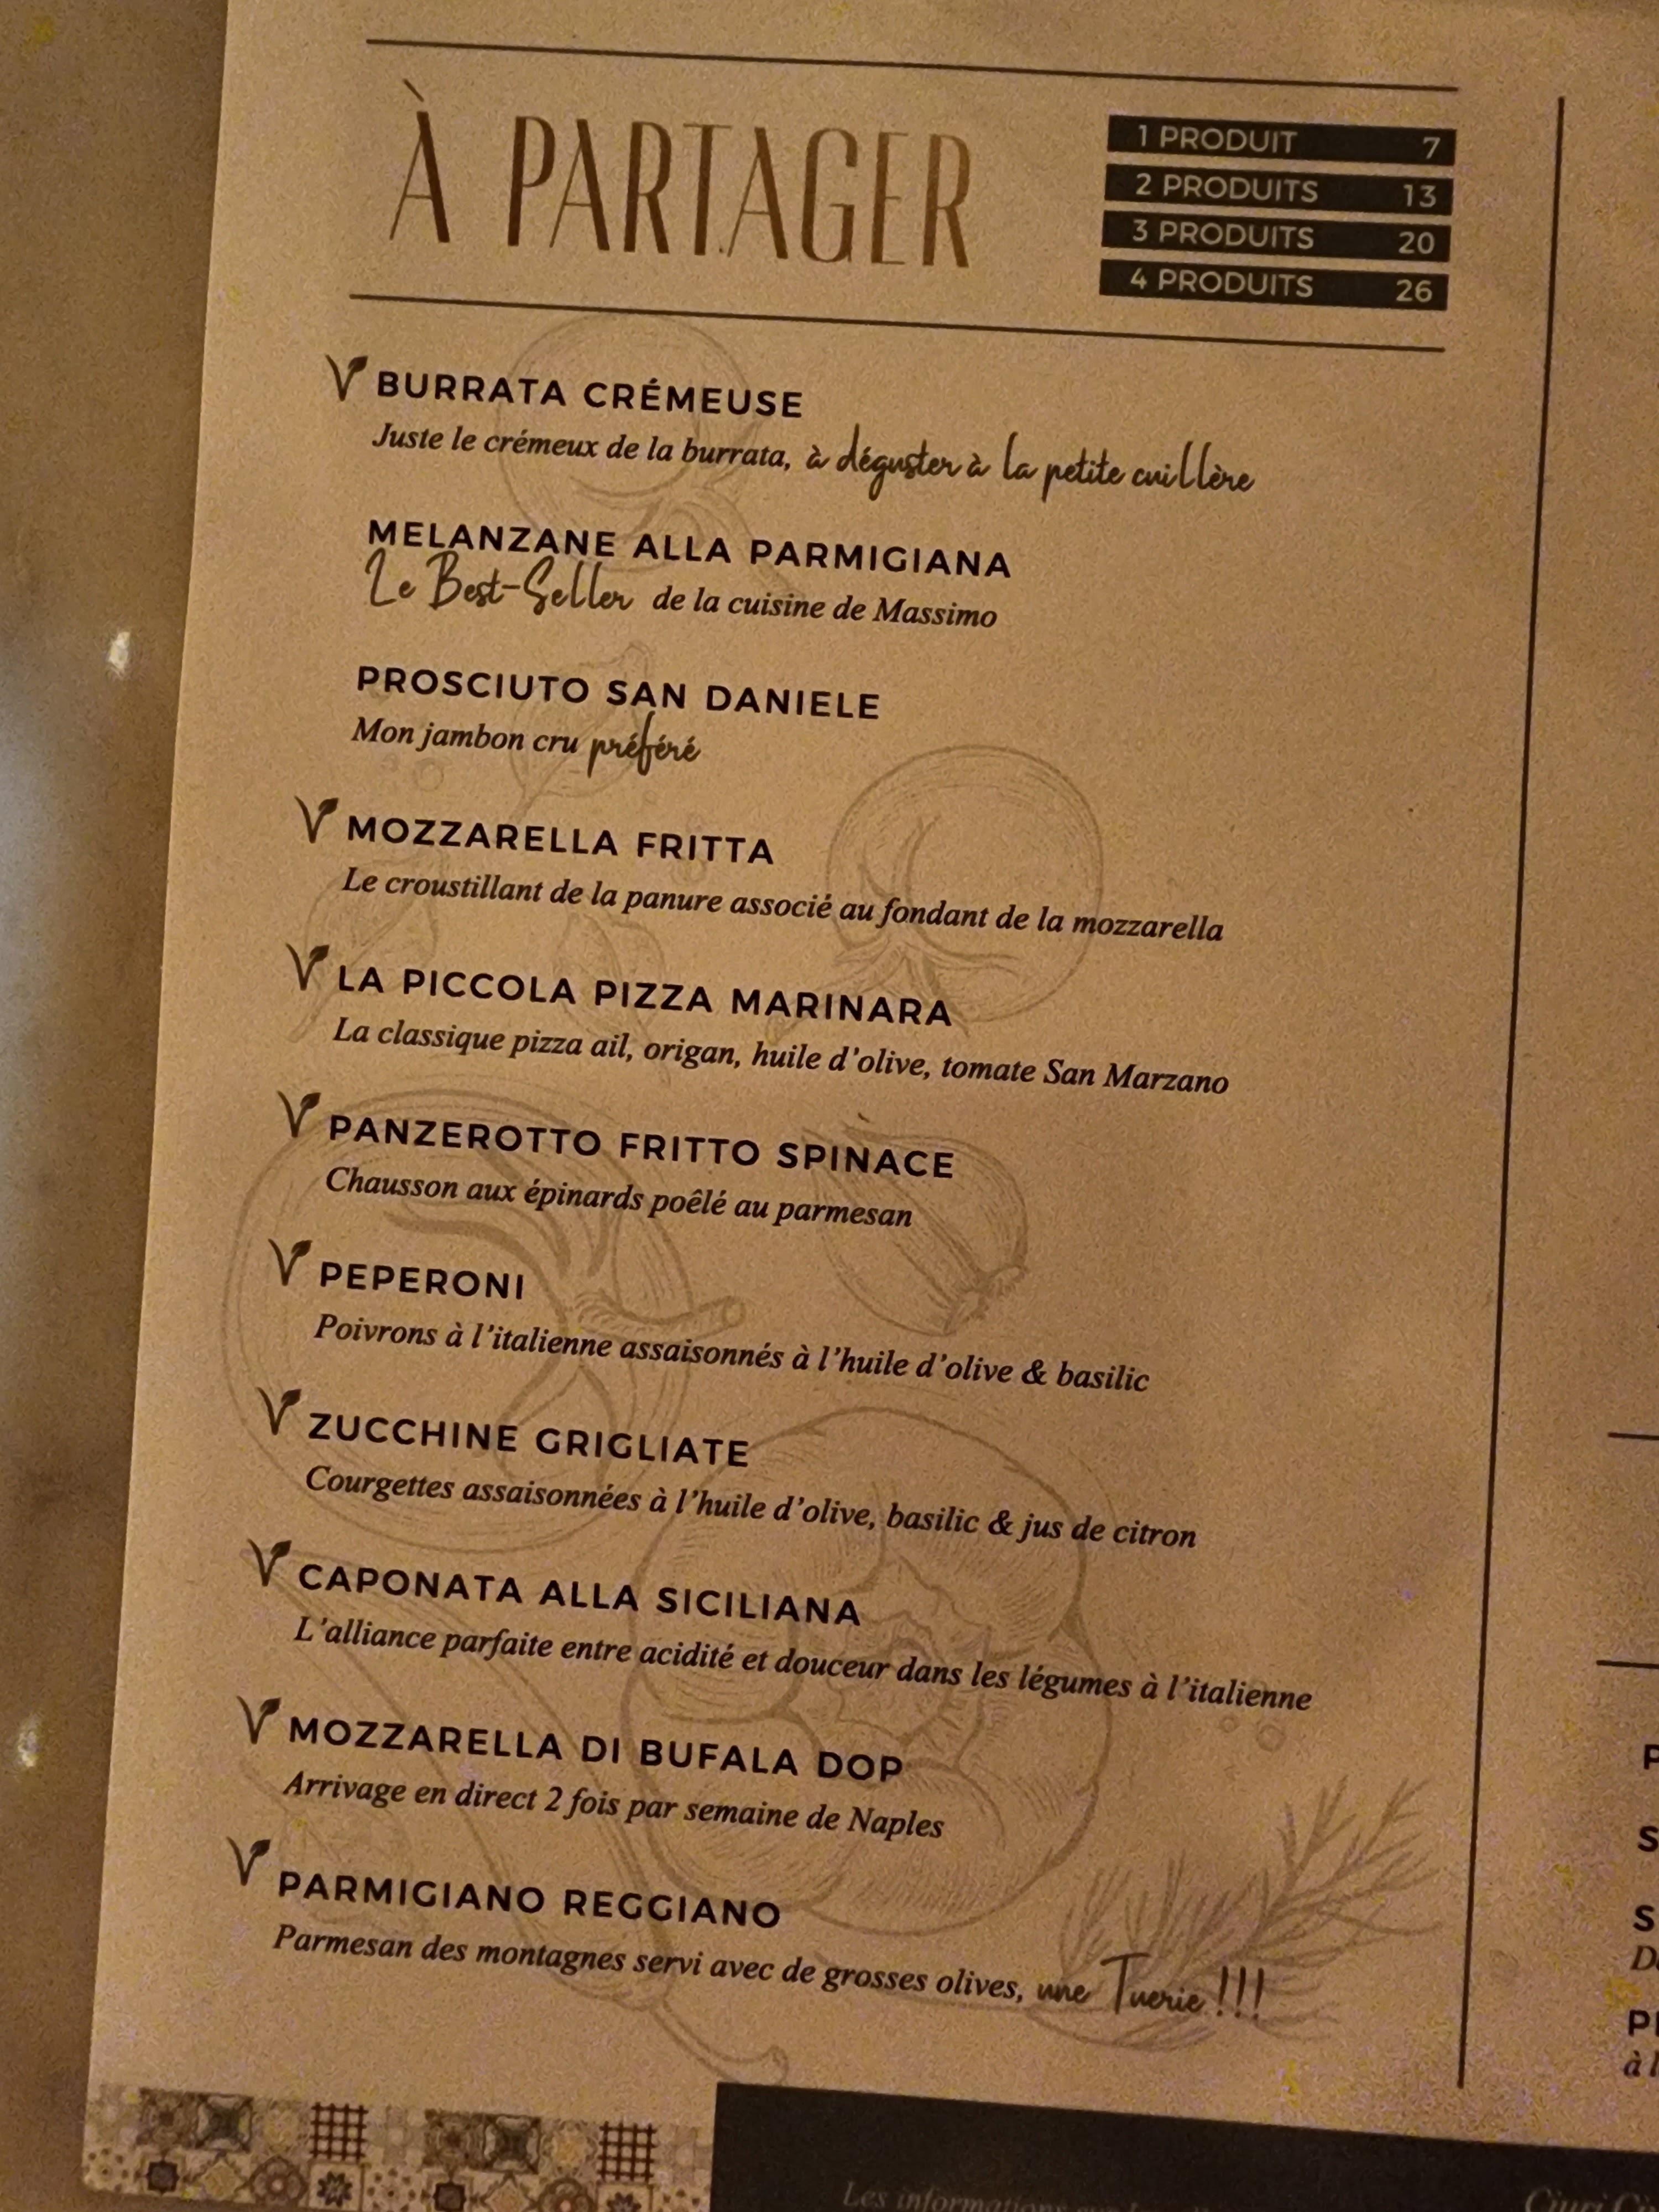 À PARTAGER
1 PRODUIT 7
2 PRODUITS 13
3 PRODUITS 20
4 PRODUITS 26
BURRATA CRÉMEUSE
Juste le crémeux de la burrata, à déguster à la petite cuillère
MELANZANE ALLA PARMIGIANA
Le Best-Seller de la cuisine de Massimo
PROSCIUTO SAN DANIELE
Mon jambon cru préféré
MOZZARELLA FRITTA
Le croustillant de la panure associé au fondant de la mozzarella
LA PICCOLA PIZZA MARINARA
La classique pizza ail, origan, huile d'olive, tomate San Marzano
PANZEROTTO FRITTO SPINACE
Chausson aux épinards poêlé au parmesan
PEPERONI
Poivrons à l'italienne assaisonnés à l'huile d'olive & basilic
ZUCCHINE GRIGLIATE
Courgettes assaisonnées à l'huile d'olive, basilic & jus de citron
CAPONATA ALLA SICILIANA
L'alliance parfaite entre acidité et douceur dans les légumes à l'italienne
MOZZARELLA DI BUFALA DOP
Arrivage en direct 2 fois par semaine de Naples
PARMIGIANO REGGIANO
Parmesan des montagnes servi avec de grosses olives, une Tuerie !!!
Les informations